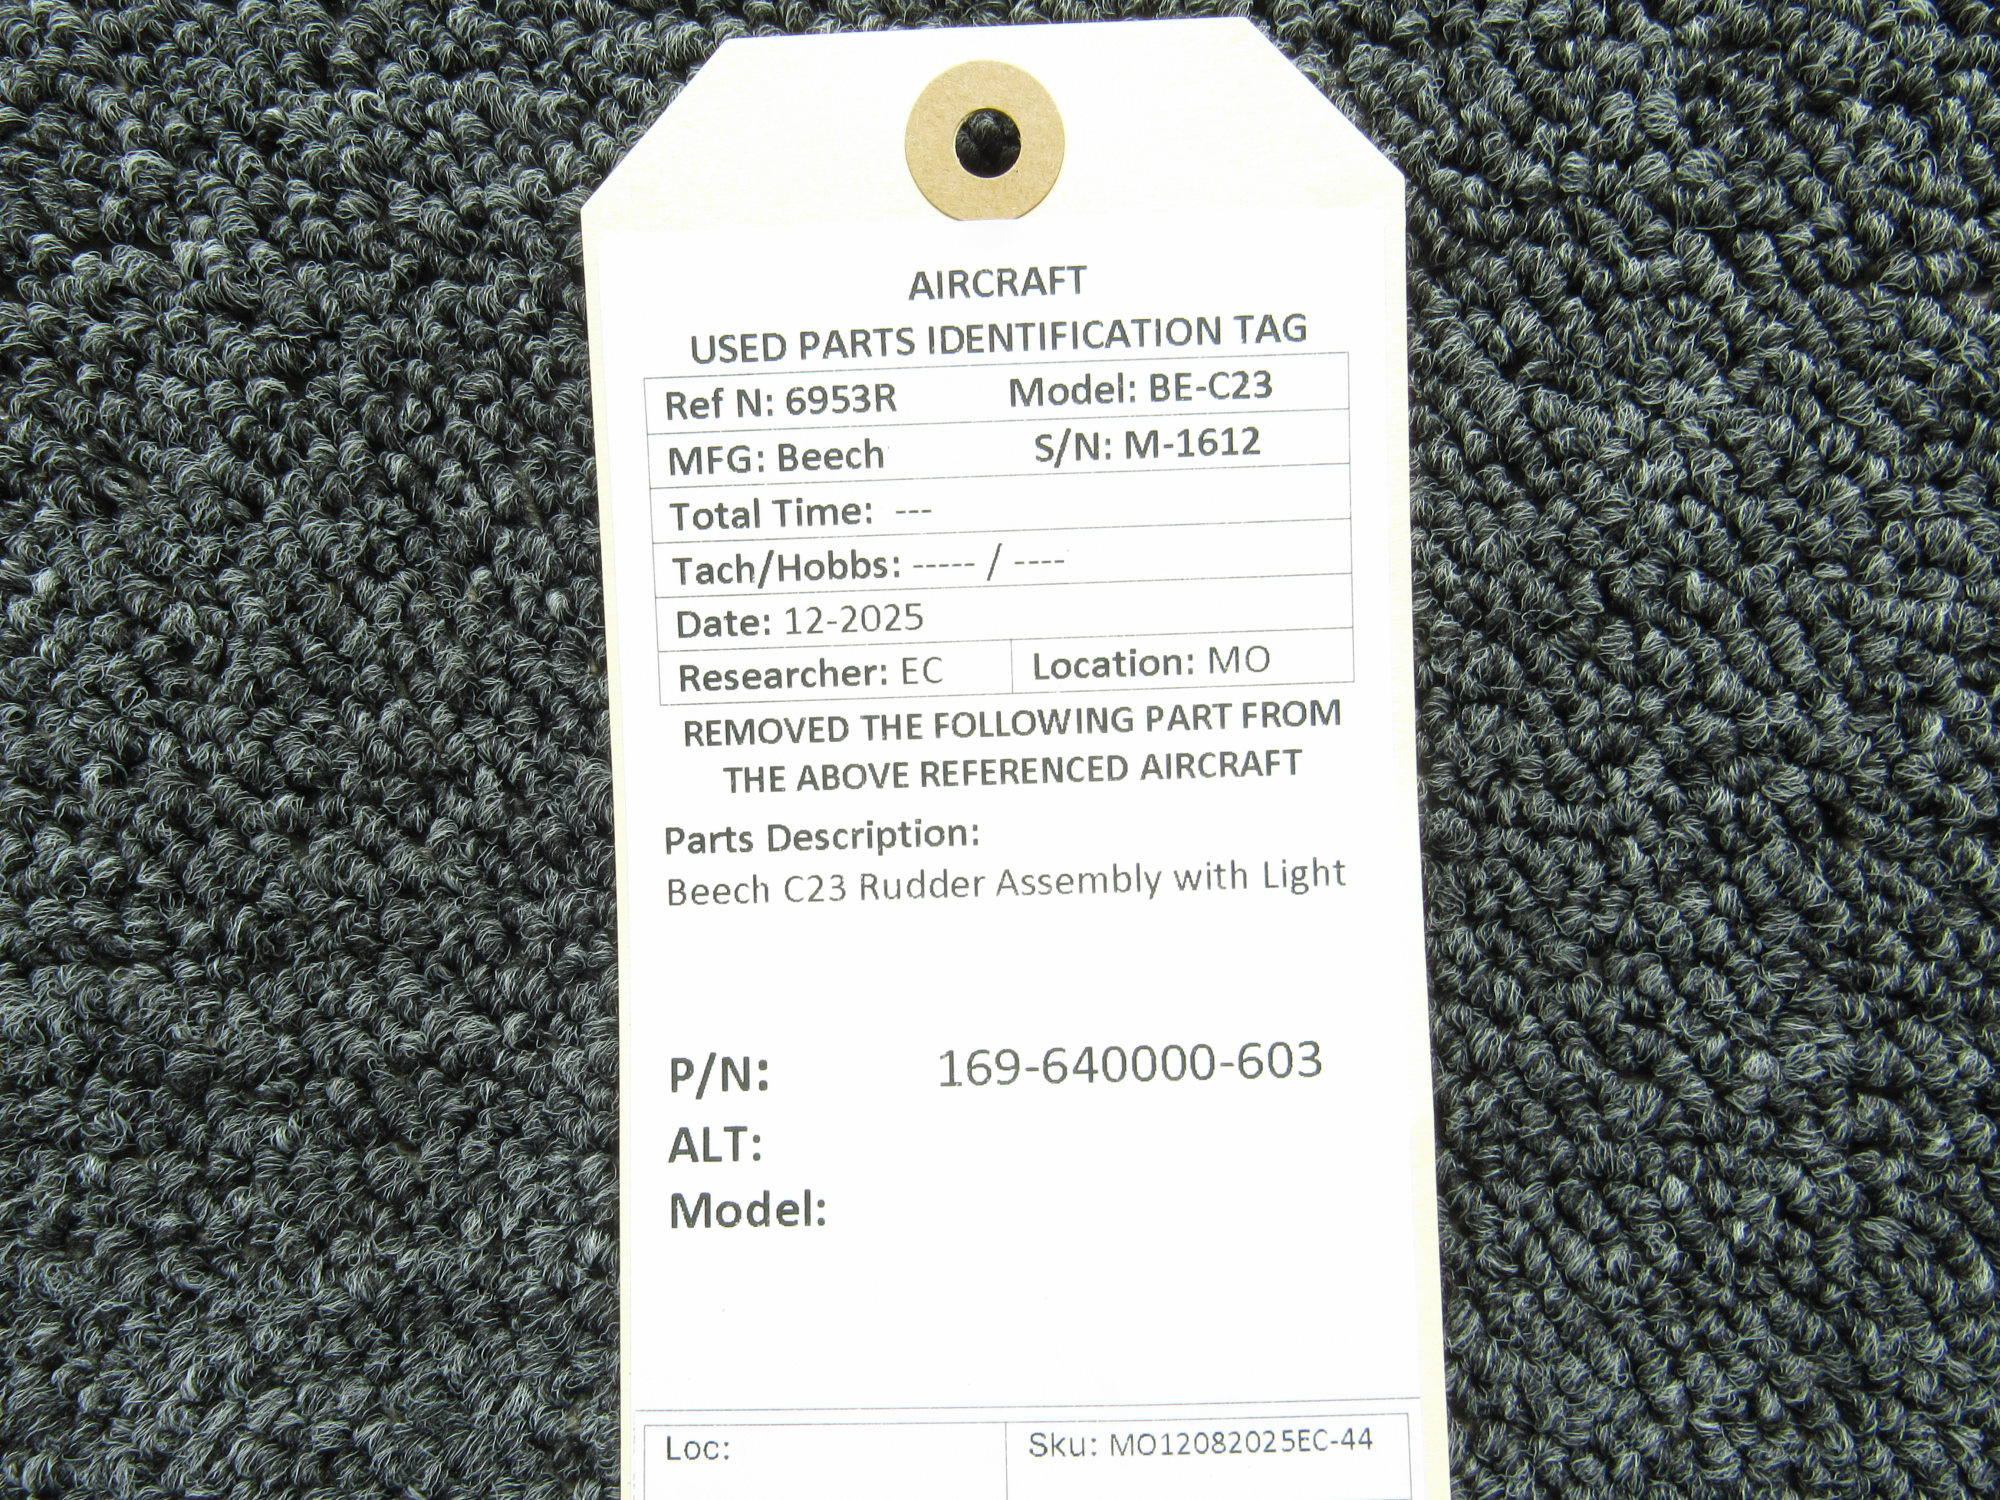 AIRCRAFT
USED PARTS IDENTIFICATION TAG
Ref N: 6953R Model: BE-C23
MFG: Beech S/N: M-1612
Total Time: ---
Tach/Hobbs: ----- / ----
Date: 12-2025
Researcher: EC Location: MO
REMOVED THE FOLLOWING PART FROM
THE ABOVE REFERENCED AIRCRAFT
Parts Description:
Beech C23 Rudder Assembly with Light
P/N: 169-640000-603
ALT:
Model:
Loc: Sku: MO12082025EC-44